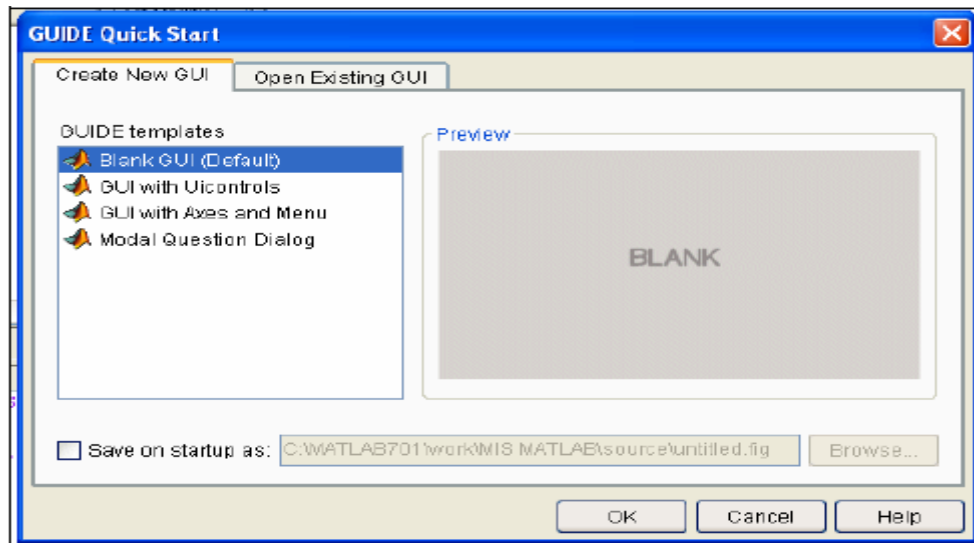 GUIDE Quick Start
Create New GUI
Open Existing GUI
GUIDE templates
Blank GUI (Default)
GUI with Uicontrols
GUI with Axes and Menu
Modal Question Dialog
Preview
BLANK
Save on startup as:
C:\MATLAB701\work\MIS MATLAB\source\untitled.fig
Browse...
OK
Cancel
Help